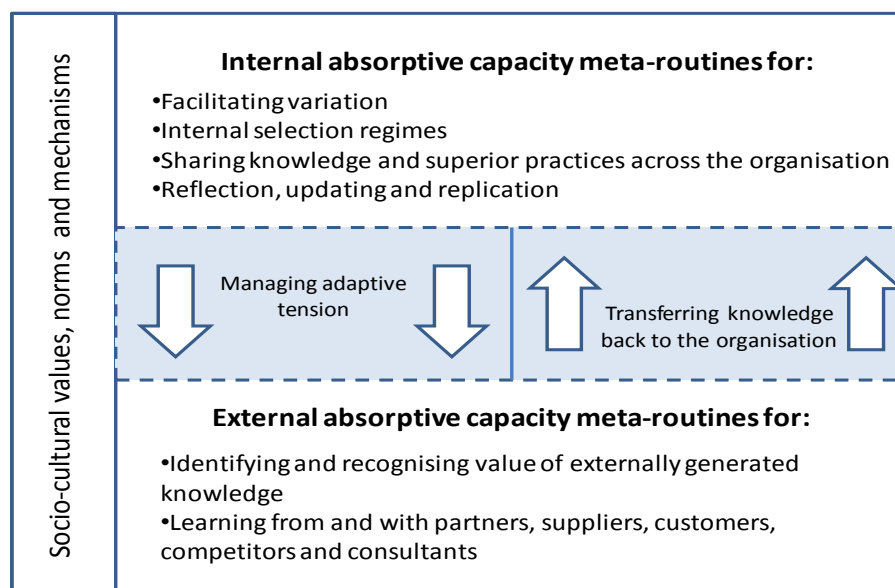 Socio-cultural values, norms and mechanisms
Internal absorptive capacity meta-routines for:
•Facilitating variation
•Internal selection regimes
•Sharing knowledge and superior practices across the organisation
•Reflection, updating and replication
Managing adaptive
tension
Transferring knowledge
back to the organisation
External absorptive capacity meta-routines for:
•Identifying and recognising value of externally generated
knowledge
•Learning from and with partners, suppliers, customers,
competitors and consultants